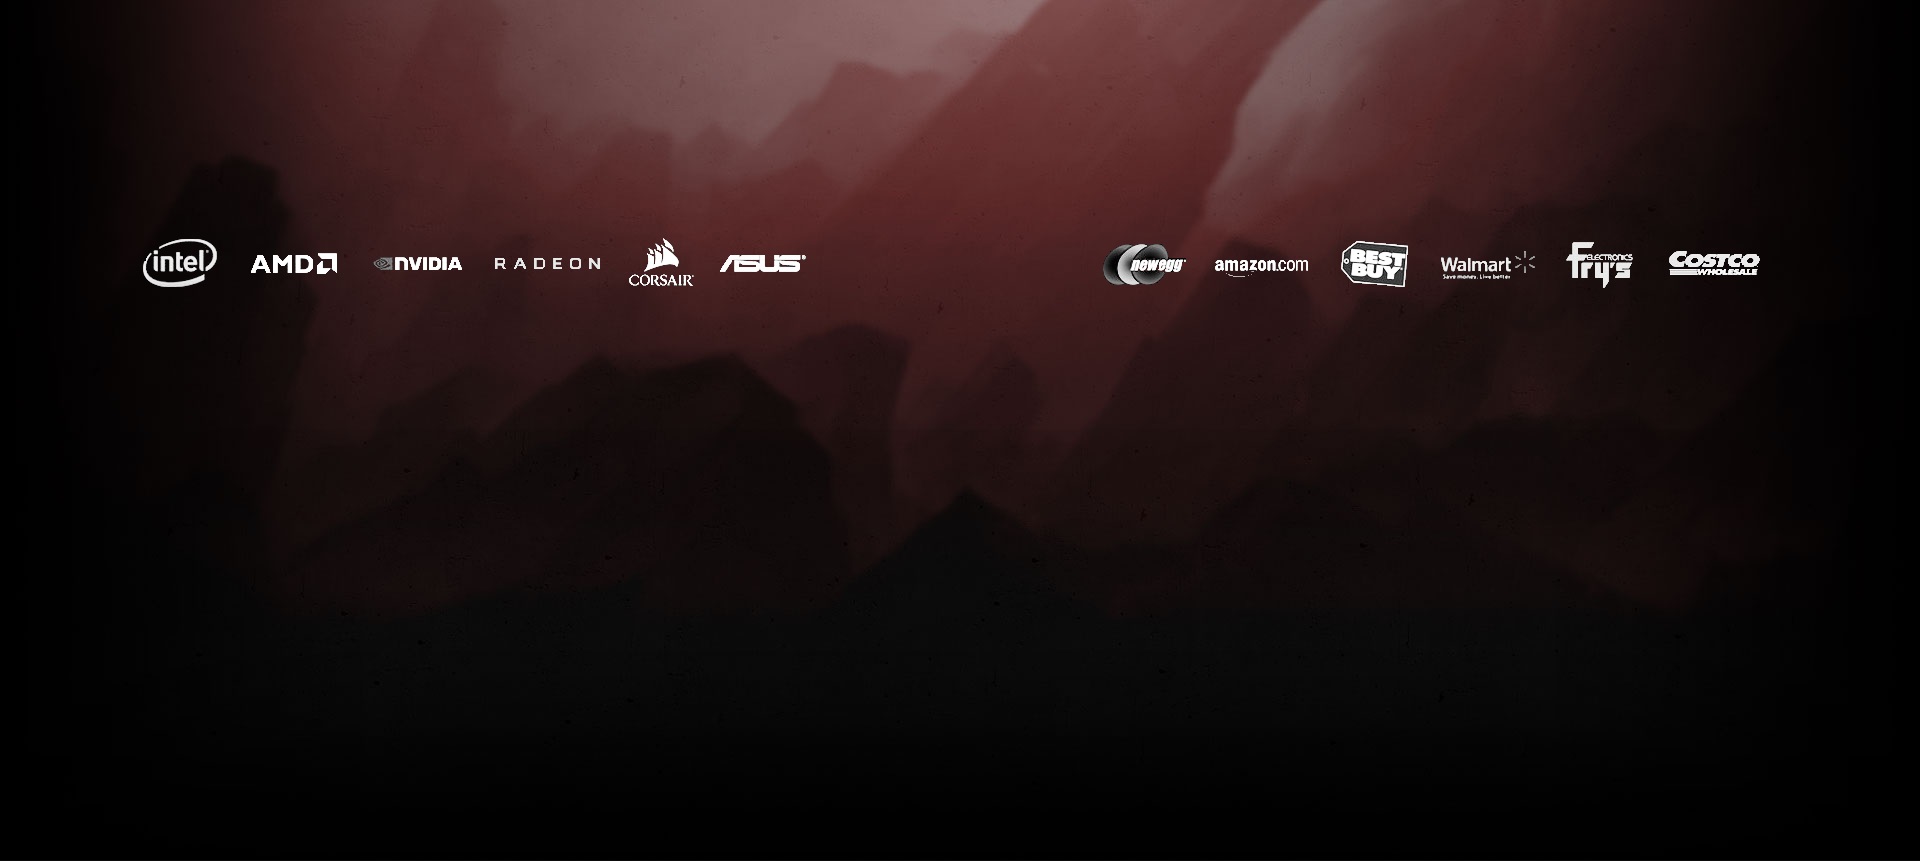 intel
AMD
NVIDIA
RADEON
CORSAIR
ASUS
newegg
amazon.com
BEST
BUY
Walmart
Save money. Live better
Fry's
ELECTRONICS
COSTCO
WHOLESALE